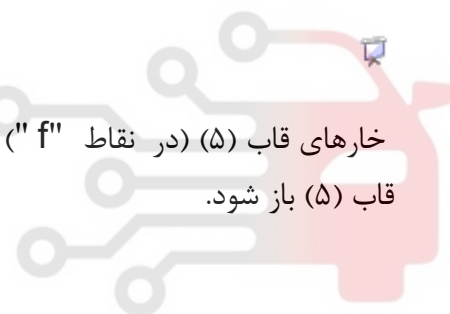 خارهای قاب (۵) (در نقاط "f")
قاب (۵) باز شود.